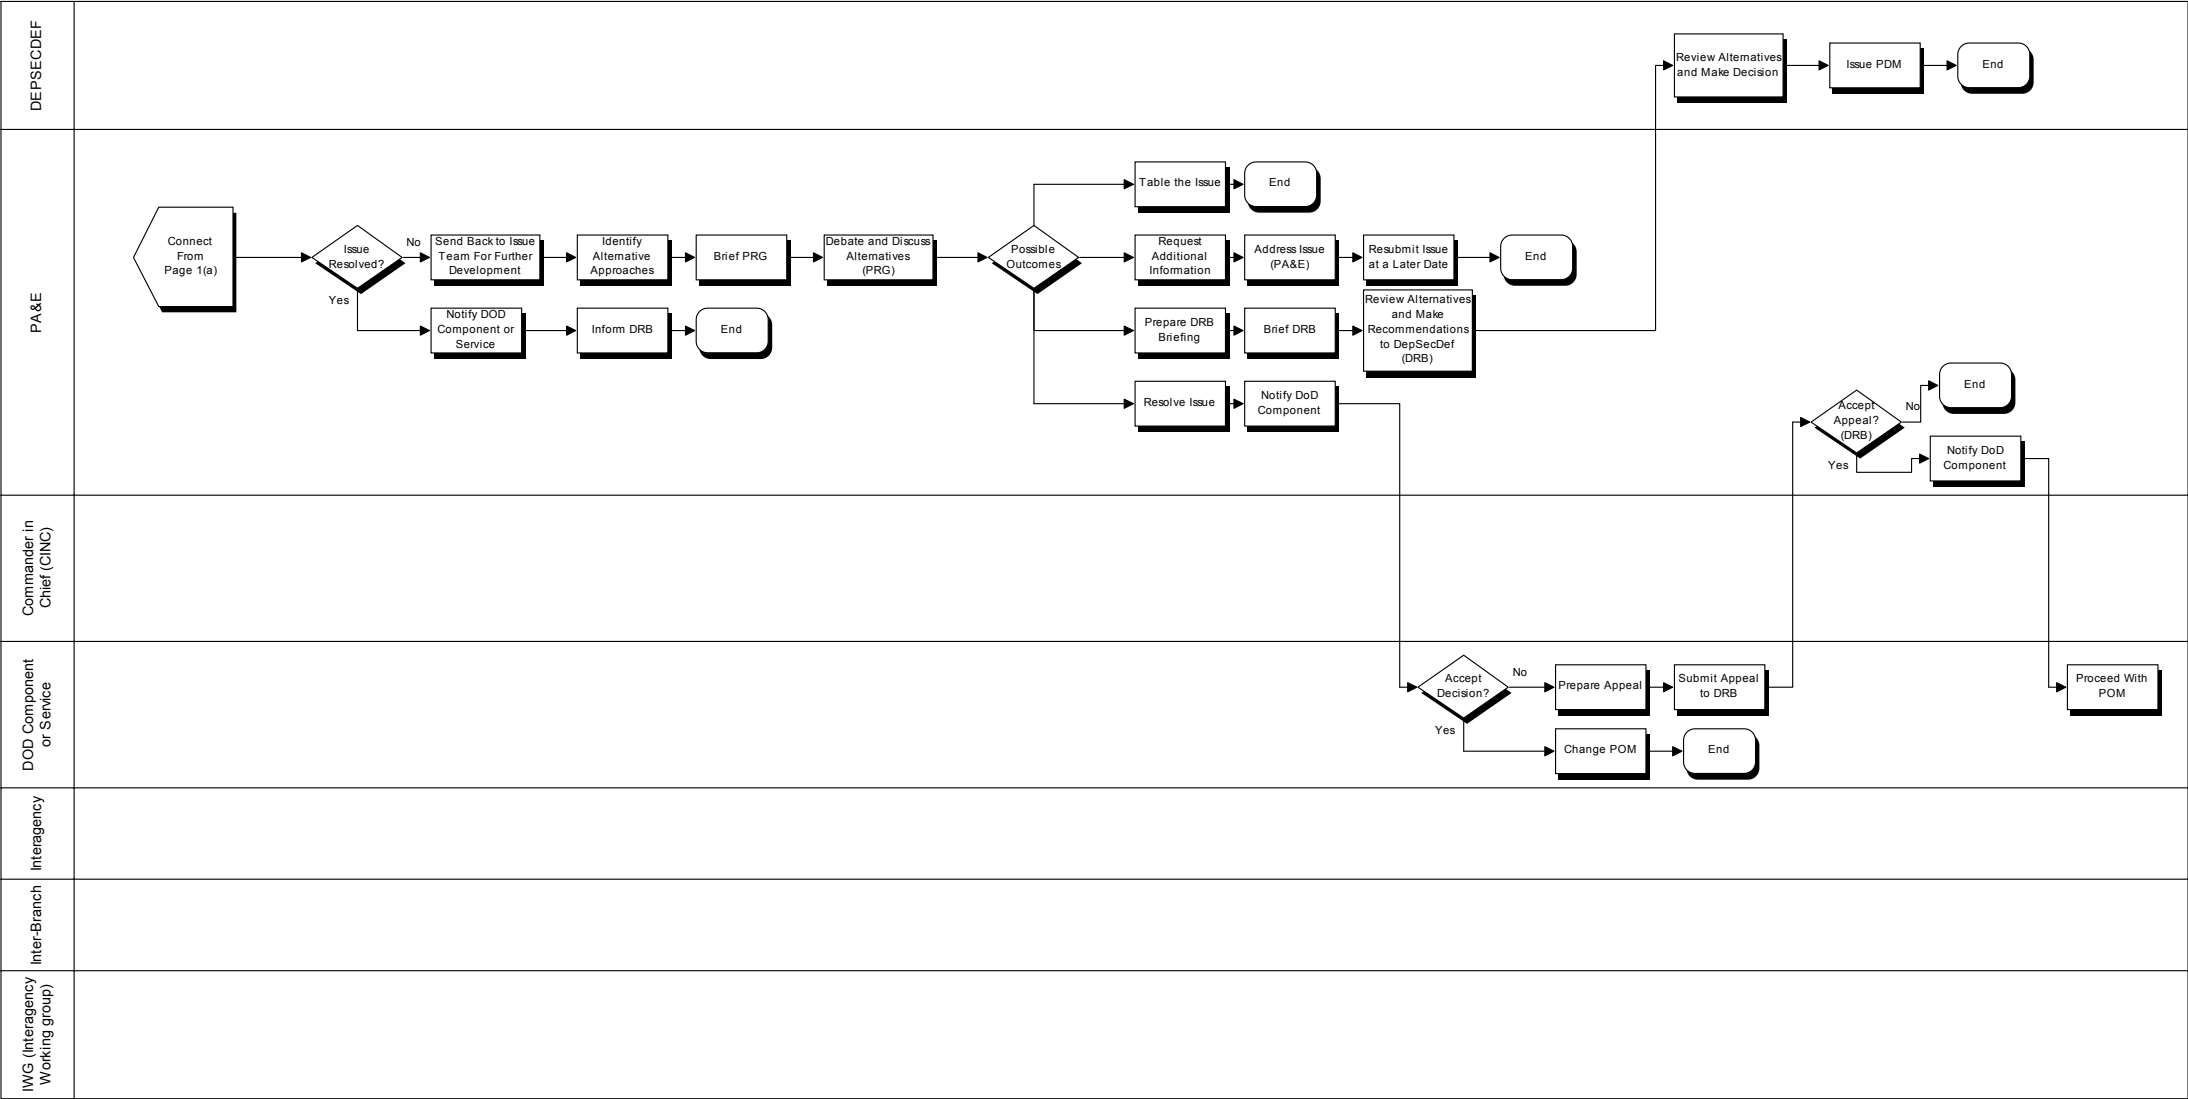 DEPSECDEF
Review Alternatives
and Make Decision
Issue PDM
End
PA&E
Connect
From
Page 1(a)
Issue
Resolved?
No
Yes
Send Back to Issue
Team For Further
Development
Identify
Alternative
Approaches
Brief PRG
Debate and Discuss
Alternatives
(PRG)
Notify DOD
Component or
Service
Inform DRB
End
Possible
Outcomes
Table the Issue
End
Request
Additional
Information
Address Issue
(PA&E)
Resubmit Issue
at a Later Date
End
Prepare DRB
Briefing
Brief DRB
Review Alternatives
and Make
Recommendations
to DepSecDef
(DRB)
Resolve Issue
Notify DoD
Component
Accept
Appeal?
(DRB)
No
End
Yes
Notify DoD
Component
Commander in
Chief (CINC)
DOD Component
or Service
Accept
Decision?
No
Prepare Appeal
Submit Appeal
to DRB
Yes
Change POM
End
Proceed With
POM
Interagency
Inter-Branch
IWG (Interagency
Working group)